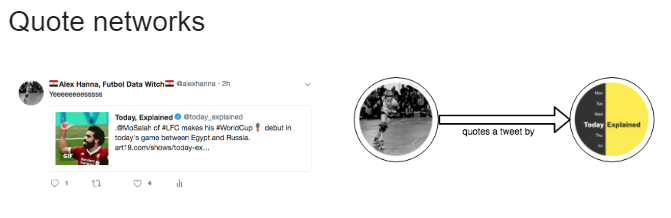 Quote networks
🇪🇬Alex Hanna, Futbol Data Witch🇪🇬 @alexhanna · 2h
Yeeeeeeesssss
Today, Explained @today_explained
.@MoSalah of #LFC makes his #WorldCup 🏆 debut in
today's game between Egypt and Russia.
art19.com/shows/today-ex...
GIF
1
4
quotes a tweet by
Mon
Tue
Wed
Today Explained
Thu
Fri